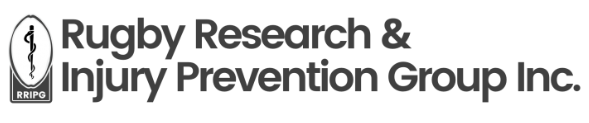 RRIPG
Rugby Research &
Injury Prevention Group Inc.